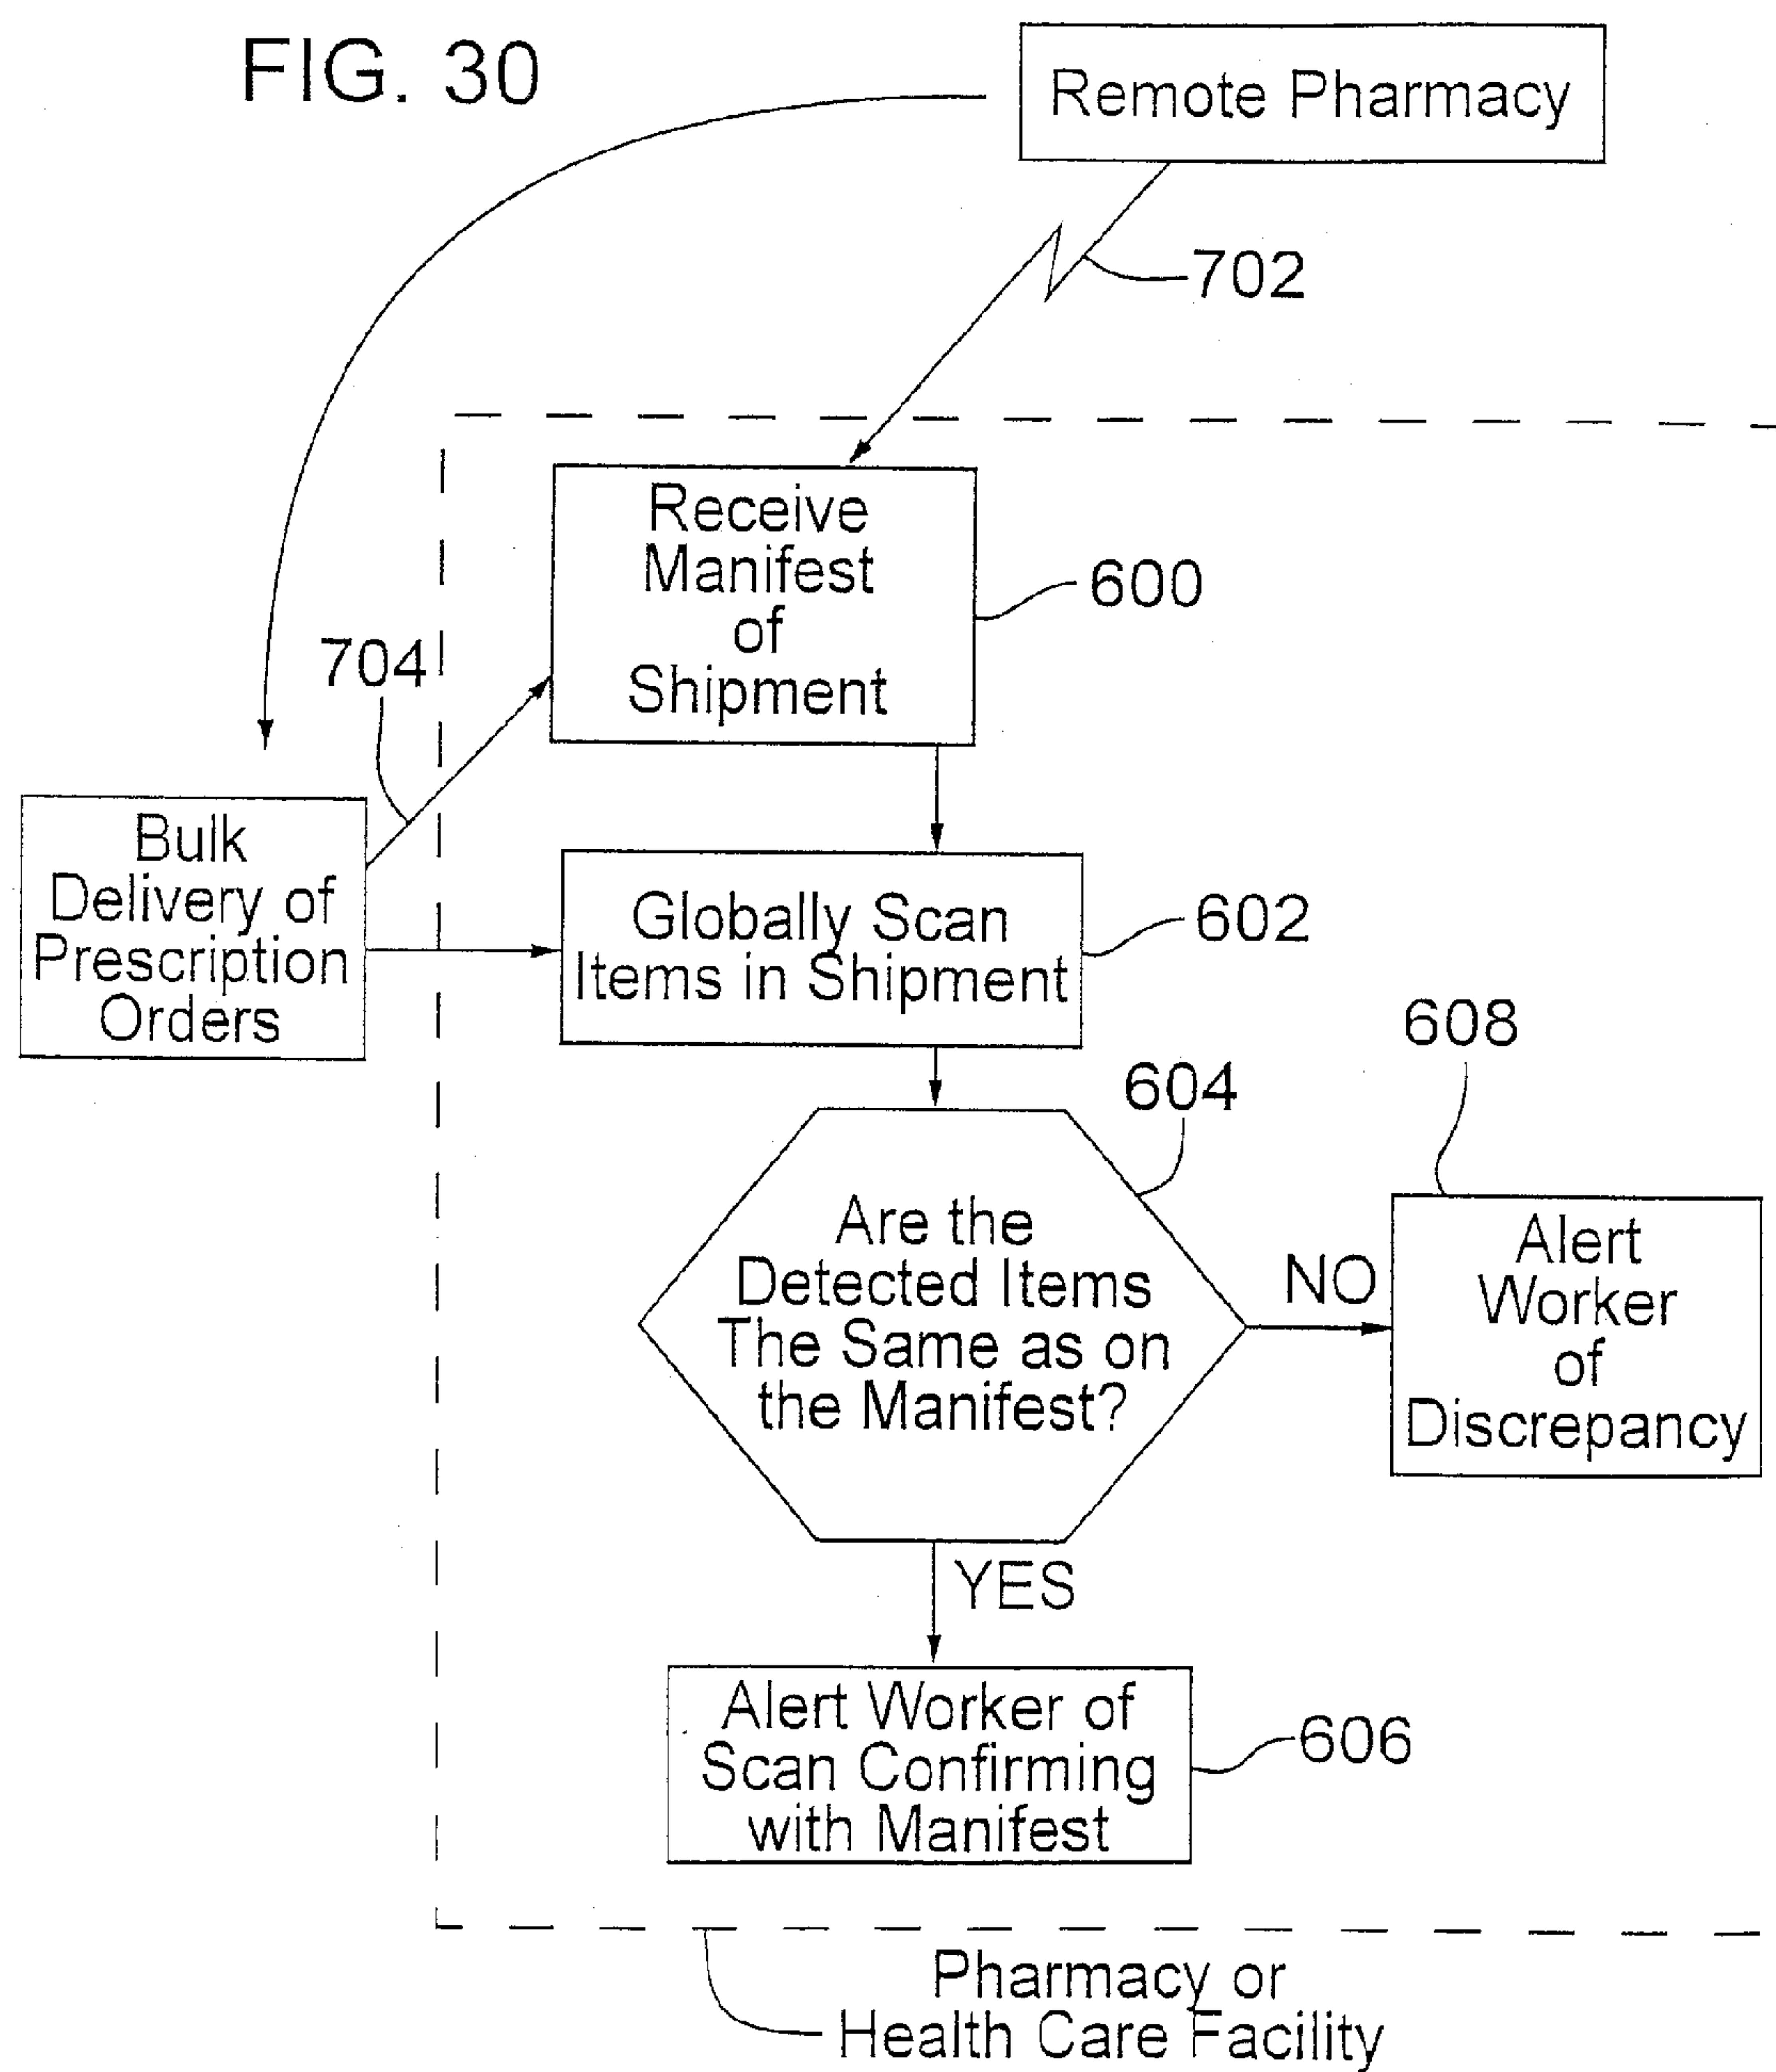 FIG. 30
Remote Pharmacy
702
Receive
Manifest
of
Shipment
600
704
Bulk
Delivery of
Prescription
Orders
Globally Scan
Items in Shipment
602
604
608
Are the
Detected Items
The Same as on
the Manifest?
NO
Alert
Worker
of
Discrepancy
YES
Alert Worker of
Scan Confirming
with Manifest
606
Pharmacy or
Health Care Facility